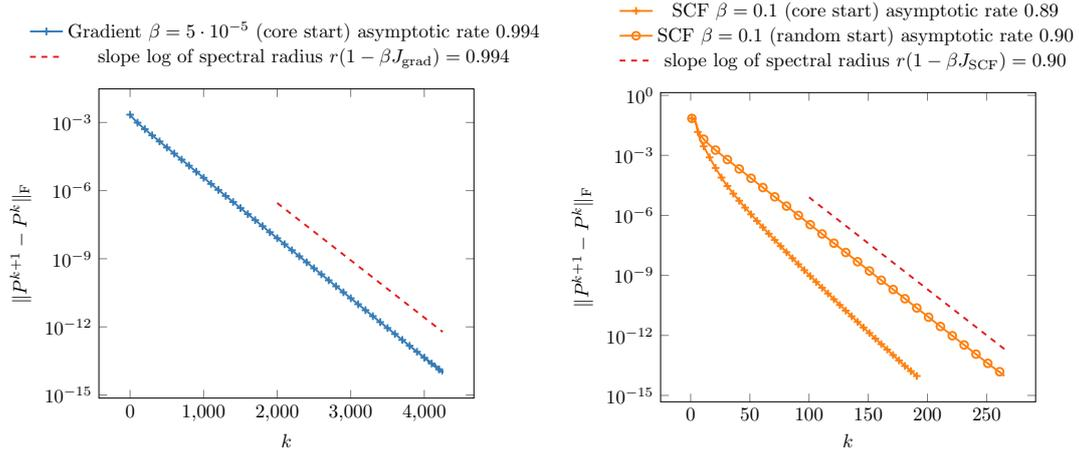 Gradient β = 5 · 10⁻⁵ (core start) asymptotic rate 0.994
slope log of spectral radius r(1 − βJ_grad) = 0.994
10⁻³
10⁻⁶
10⁻⁹
10⁻¹²
10⁻¹⁵
‖P^{k+1} − P^k‖_F
0 1,000 2,000 3,000 4,000
k
SCF β = 0.1 (core start) asymptotic rate 0.89
SCF β = 0.1 (random start) asymptotic rate 0.90
slope log of spectral radius r(1 − βJ_SCF) = 0.90
10⁰
10⁻³
10⁻⁶
10⁻⁹
10⁻¹²
10⁻¹⁵
‖P^{k+1} − P^k‖_F
0 50 100 150 200 250
k